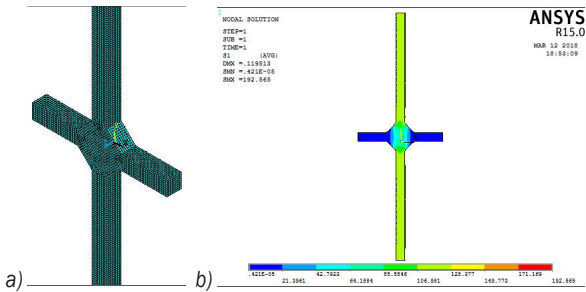 a)
b)
1
NODAL SOLUTION
STEP=1
SUB =1
TIME=1
S1 (AVG)
DMX =.119513
SMN =.421E-05
SMX =192.565
ANSYS
R15.0
MAR 12 2018
18:53:09
.421E-05 42.7923 85.5846 128.377 171.169
21.3961 64.1884 106.981 149.773 192.565